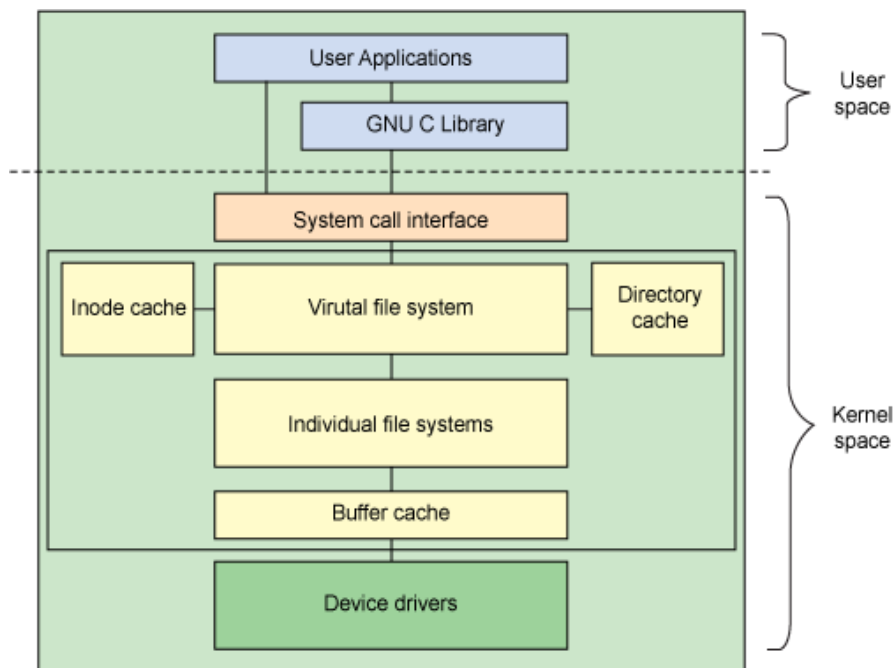 User Applications
GNU C Library
User
space
System call interface
Inode cache
Virutal file system
Directory
cache
Individual file systems
Kernel
space
Buffer cache
Device drivers